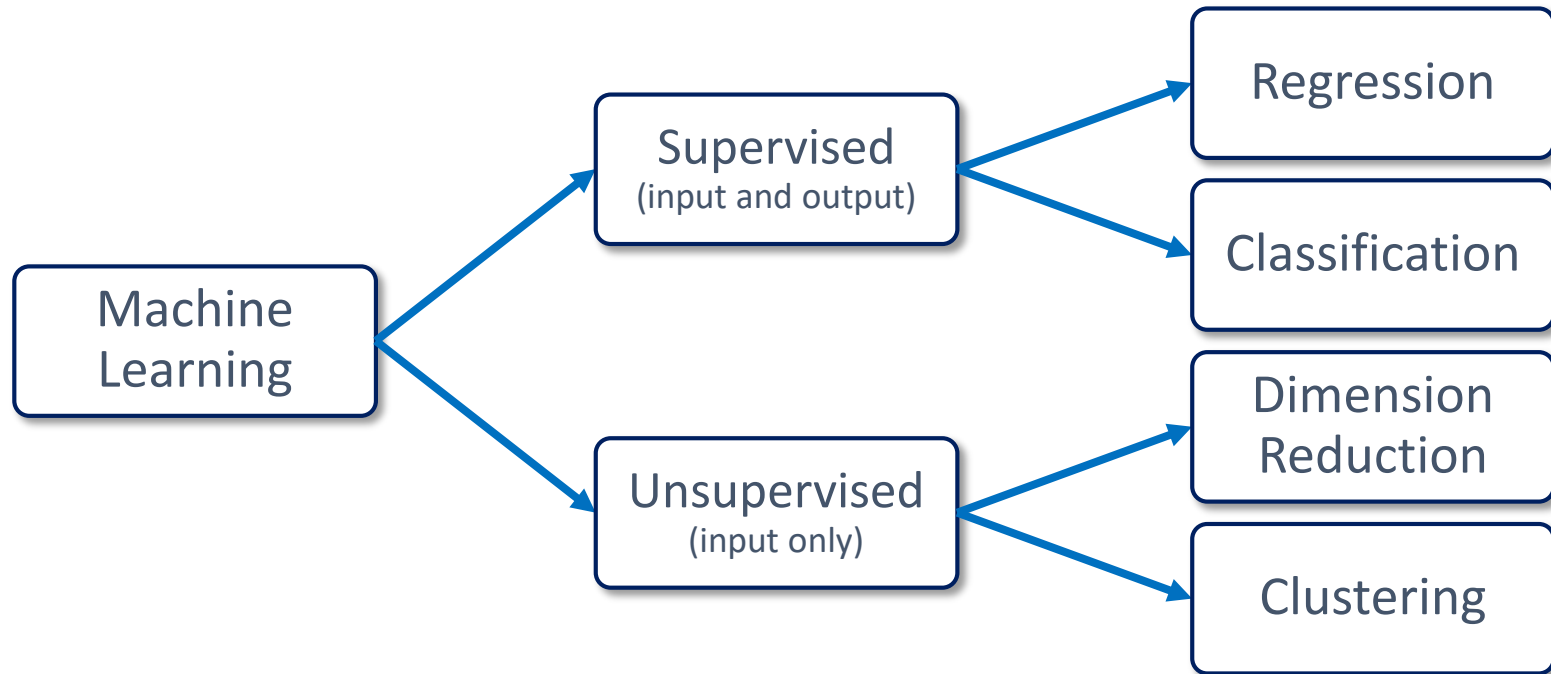 Machine
Learning
Supervised
(input and output)
Unsupervised
(input only)
Regression
Classification
Dimension
Reduction
Clustering